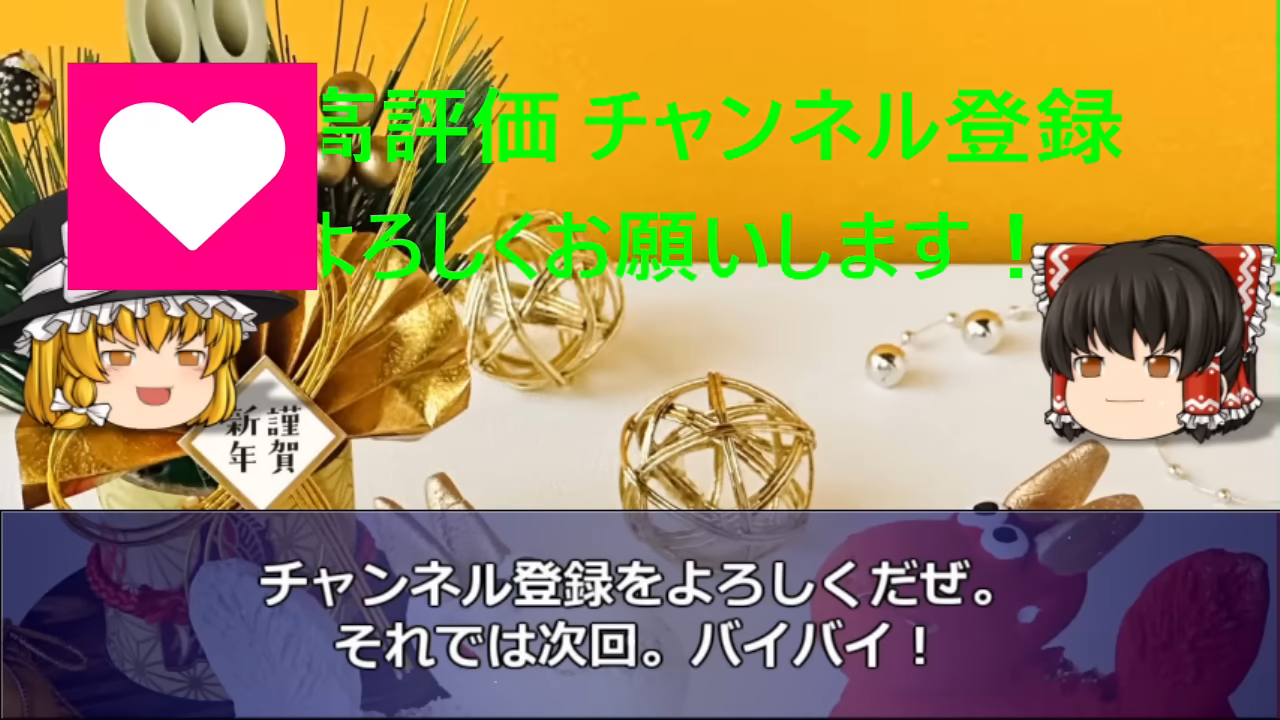 高評価 チャンネル登録
よろしくお願いします！
謹賀
新年
チャンネル登録をよろしくだぜ。
それでは次回。バイバイ！